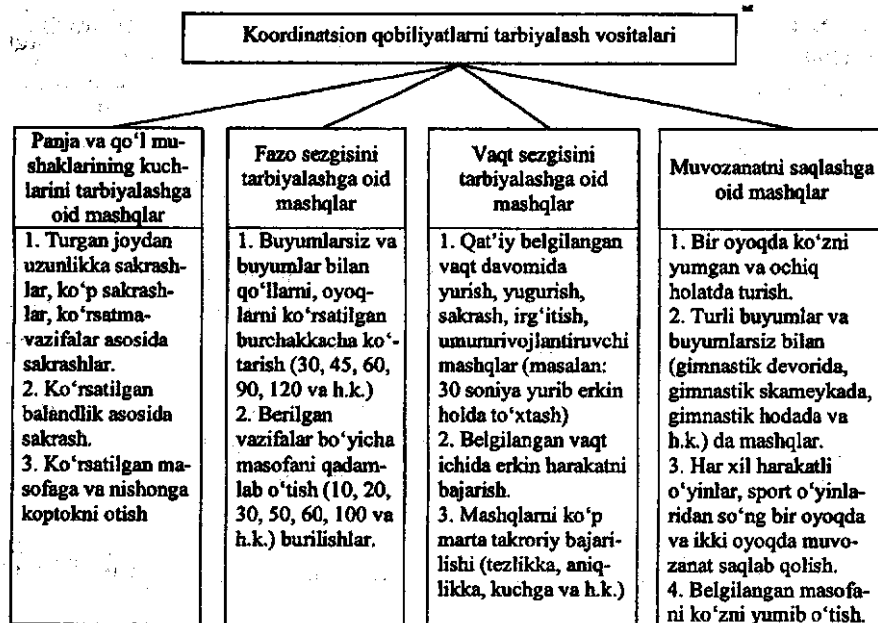 Koordinatsion qobiliyatlarni tarbiyalash vositalari
Panja va qo‘l mu-
shaklarining kuch-
larini tarbiyalashga
oid mashqlar
1. Turgan joydan
uzunlikka sakrash-
lar, ko‘p sakrash-
lar, ko‘rsatma-
vazifalar asosida
sakrashlar.
2. Ko‘rsatilgan
balandlik asosida
sakrash.
3. Ko‘rsatilgan ma-
sofaga va nishonga
koptokni otish
Fazo sezgisini
tarbiyalashga oid
mashqlar
1. Buyumlarsiz va
buyumlar bilan
qo‘llarni, oyoq-
larni ko‘rsatilgan
burchakkacha ko‘-
tarish (30, 45, 60,
90, 120 va h.k.)
2. Berilgan
vazifalar bo‘yicha
masofani qadam-
lab o‘tish (10, 20,
30, 50, 60, 100 va
h.k.) burilishlar.
Vaqt sezgisini
tarbiyalashga oid
mashqlar
1. Qat’iy belgilangan
vaqt davomida
yurish, yugurish,
sakrash, irg‘itish,
umumrivojlantiruvchi
mashqlar (masalan:
30 soniya yurib erkin
holda to‘xtash)
2. Belgilangan vaqt
ichida erkin harakatni
bajarish.
3. Mashqlarni ko‘p
marta takroriy bajari-
lishi (tezlikka, aniq-
likka, kuchga va h.k.)
Muvozanatni saqlashga
oid mashqlar
1. Bir oyoqda ko‘zni
yumgan va ochiq
holatda turish.
2. Turli buyumlar va
buyumlarsiz bilan
(gimnastik devorida,
gimnastik skameykada,
gimnastik hodada va
h.k.) da mashqlar.
3. Har xil harakatli
o‘yinlar, sport o‘yinla-
ridan so‘ng bir oyoqda
va ikki oyoqda muvo-
zanat saqlab qolish.
4. Belgilangan masofa-
ni ko‘zni yumib o‘tish.